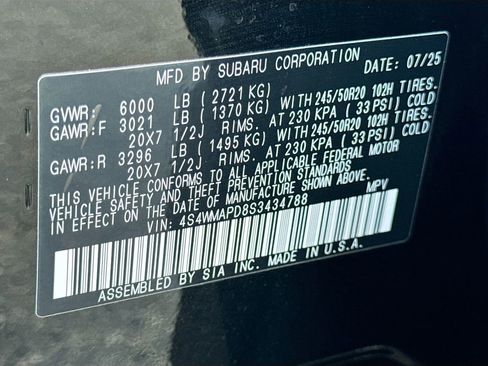 MFD BY SUBARU CORPORATION DATE: 07/25
GVWR: 6000 LB (2721 KG)
GAWR:F 3021 LB (1370 KG) WITH 245/50R20 102H TIRES.
20X7 1/2J RIMS. AT 230 KPA (33 PSI) COLD
GAWR:R 3296 LB (1495 KG) WITH 245/50R20 102H TIRES.
20X7 1/2J RIMS. AT 230 KPA (33 PSI) COLD
THIS VEHICLE CONFORMS TO ALL APPLICABLE FEDERAL MOTOR
VEHICLE SAFETY AND THEFT PREVENTION STANDARDS IN
EFFECT ON THE DATE OF MANUFACTURE SHOWN ABOVE.
VIN: 4S4WMAPD8S3434788 MPV
ASSEMBLED BY SIA INC. MADE IN U.S.A.